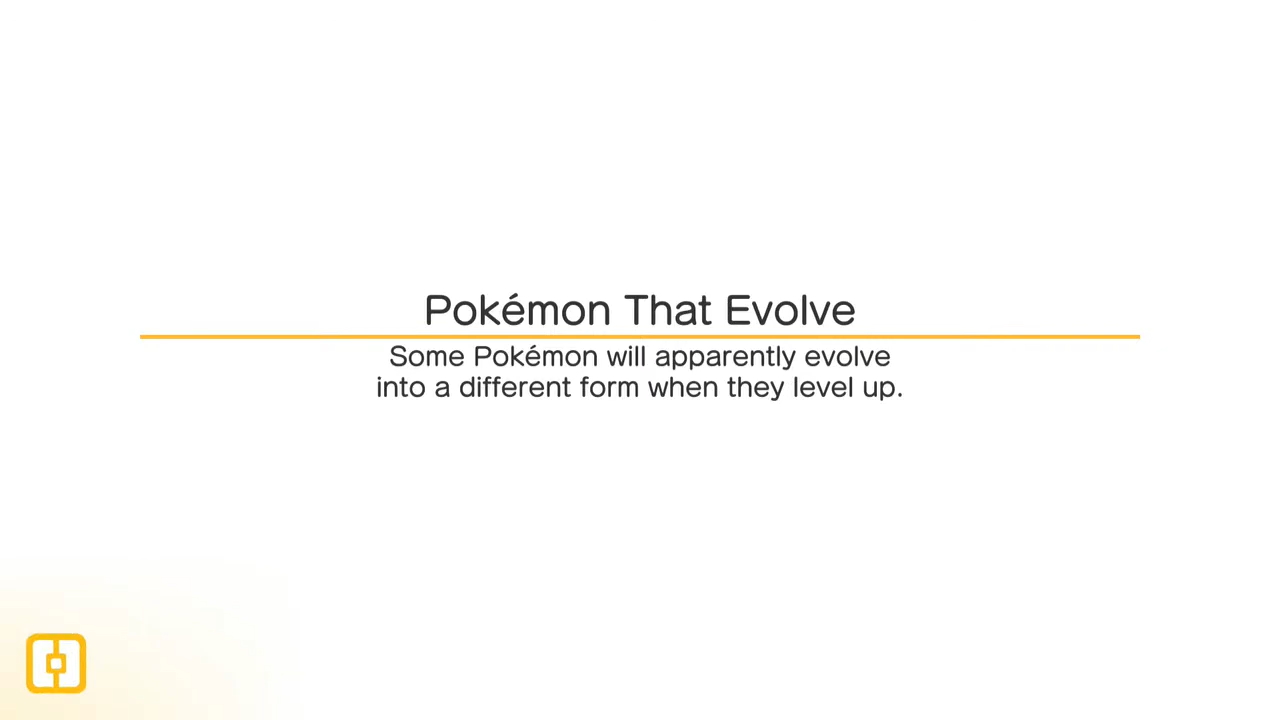 Pokémon That Evolve
Some Pokémon will apparently evolve
into a different form when they level up.